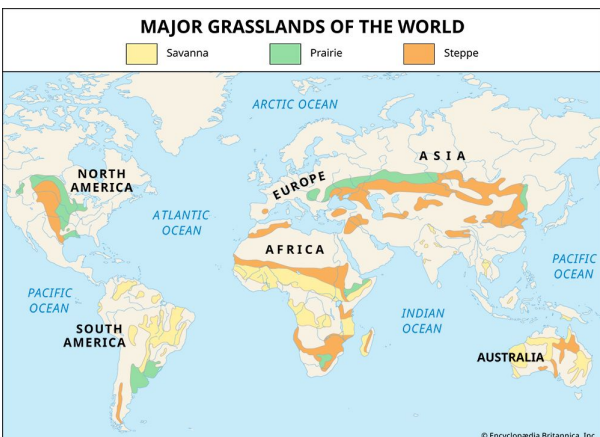 MAJOR GRASSLANDS OF THE WORLD
Savanna
Prairie
Steppe
ARCTIC OCEAN
ASIA
NORTH
AMERICA
EUROPE
ATLANTIC
OCEAN
AFRICA
PACIFIC
OCEAN
PACIFIC
OCEAN
INDIAN
OCEAN
SOUTH
AMERICA
AUSTRALIA
© Encyclopædia Britannica, Inc.